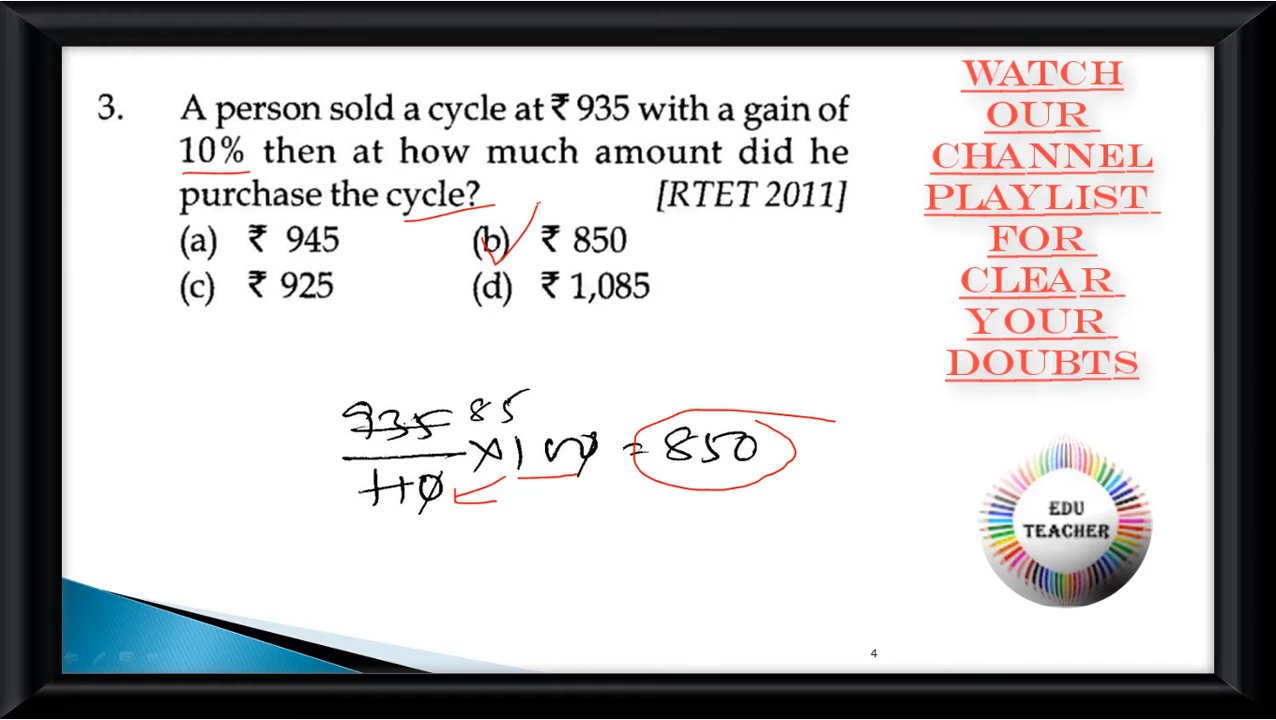 3. A person sold a cycle at ₹ 935 with a gain of
10% then at how much amount did he
purchase the cycle? [RTET 2011]
(a) ₹ 945 (b) ₹ 850
(c) ₹ 925 (d) ₹ 1,085
935 85
110 × 100 = 850
WATCH
OUR
CHANNEL
PLAYLIST
FOR
CLEAR
YOUR
DOUBTS
EDU
TEACHER
4